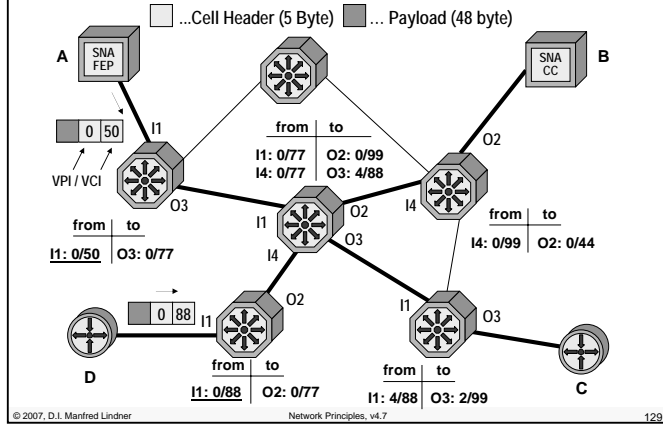 ...Cell Header (5 Byte) ... Payload (48 byte)
A
SNA
FEP
SNA
CC
B
0 50
I1
VPI / VCI
O3
from to
I1: 0/77 O2: 0/99
I4: 0/77 O3: 4/88
O2
I4
from to
I1: 0/50 O3: 0/77
I1
O2
O3
I4
from to
I4: 0/99 O2: 0/44
0 88
I1
O2
D
I1
O3
C
from to
I1: 0/88 O2: 0/77
from to
I1: 4/88 O3: 2/99
© 2007, D.I. Manfred Lindner Network Principles, v4.7 129